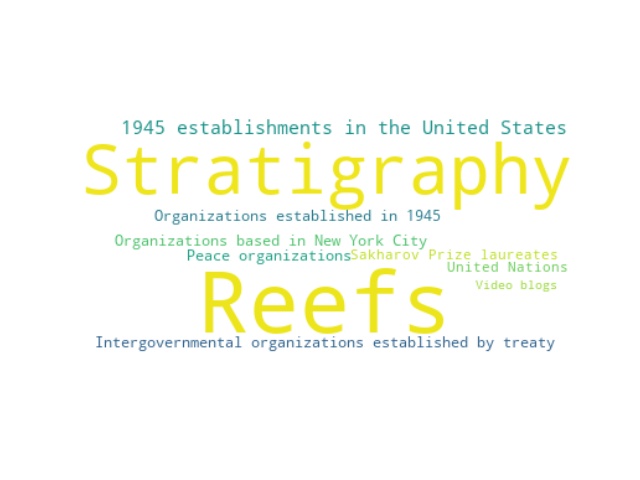 1945 establishments in the United States
Stratigraphy
Organizations established in 1945
Organizations based in New York City
Peace organizations
Sakharov Prize laureates
United Nations
Video blogs
Reefs
Intergovernmental organizations established by treaty